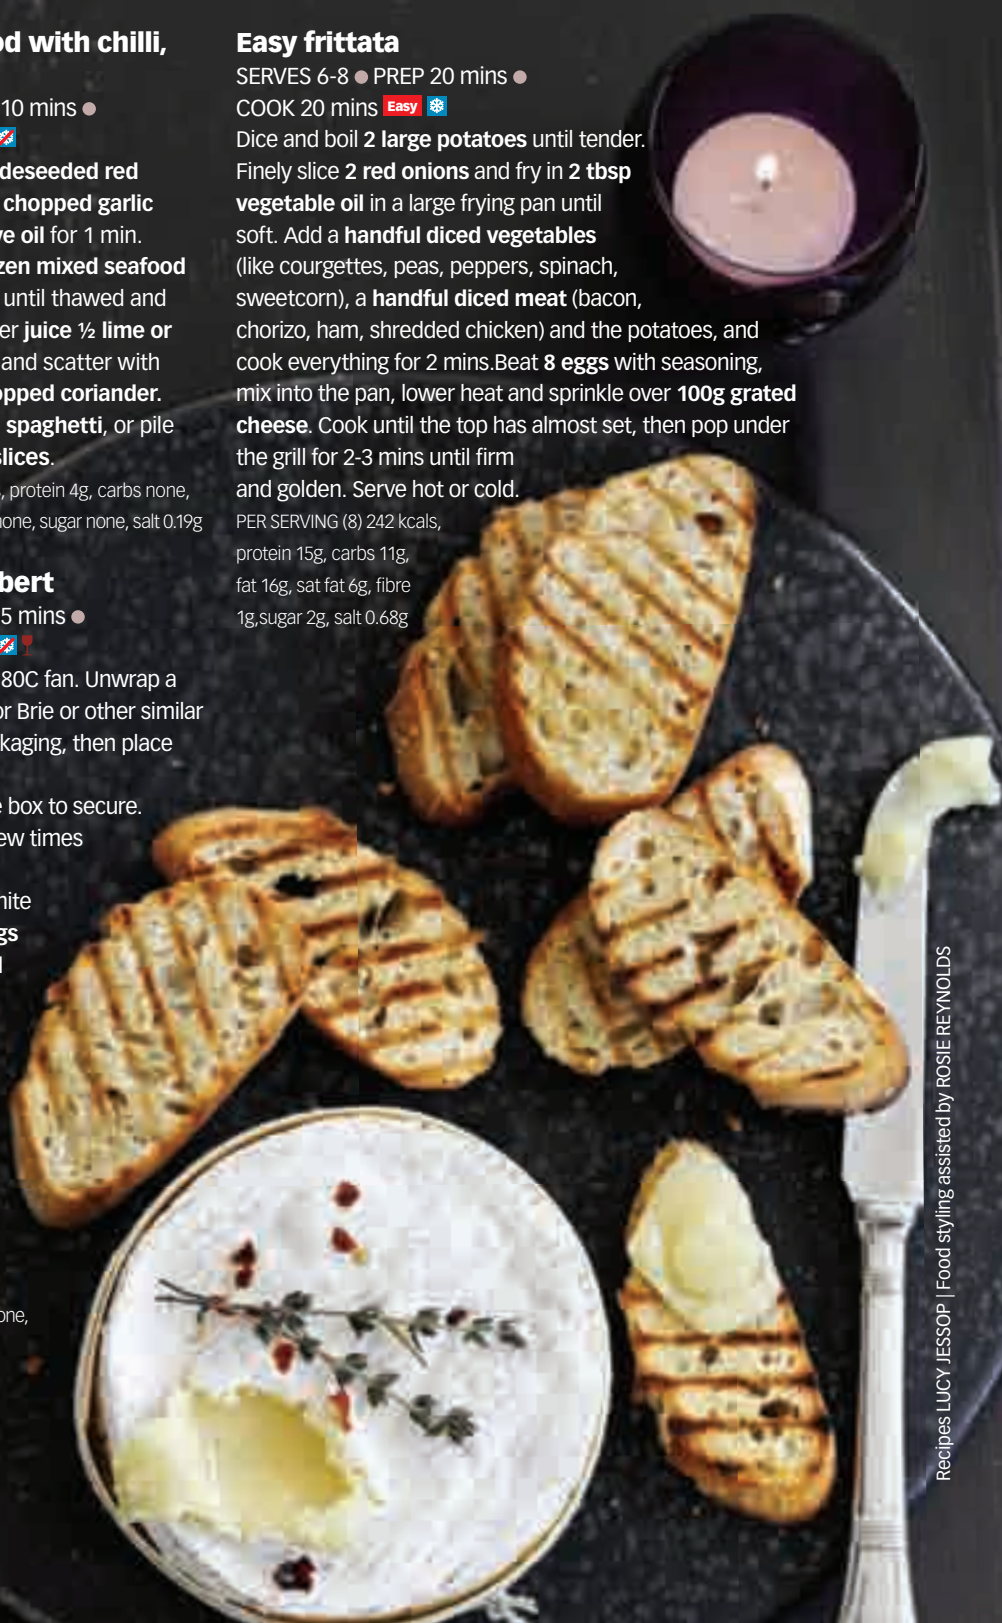 od with chilli,
10 mins ●
deseeded red
chopped garlic
ve oil for 1 min.
zen mixed seafood
until thawed and
er juice ½ lime or
and scatter with
opped coriander.
spaghetti, or pile
slices.
, protein 4g, carbs none,
none, sugar none, salt 0.19g
bert
5 mins ●
80C fan. Unwrap a
or Brie or other similar
kaging, then place
e box to secure.
ew times
hite
gs
one,
Easy frittata
SERVES 6-8 ● PREP 20 mins ●
COOK 20 mins Easy
Dice and boil 2 large potatoes until tender.
Finely slice 2 red onions and fry in 2 tbsp
vegetable oil in a large frying pan until
soft. Add a handful diced vegetables
(like courgettes, peas, peppers, spinach,
sweetcorn), a handful diced meat (bacon,
chorizo, ham, shredded chicken) and the potatoes, and
cook everything for 2 mins.Beat 8 eggs with seasoning,
mix into the pan, lower heat and sprinkle over 100g grated
cheese. Cook until the top has almost set, then pop under
the grill for 2-3 mins until firm
and golden. Serve hot or cold.
PER SERVING (8) 242 kcals,
protein 15g, carbs 11g,
fat 16g, sat fat 6g, fibre
1g,sugar 2g, salt 0.68g
Recipes LUCY JESSOP | Food styling assisted by ROSIE REYNOLDS